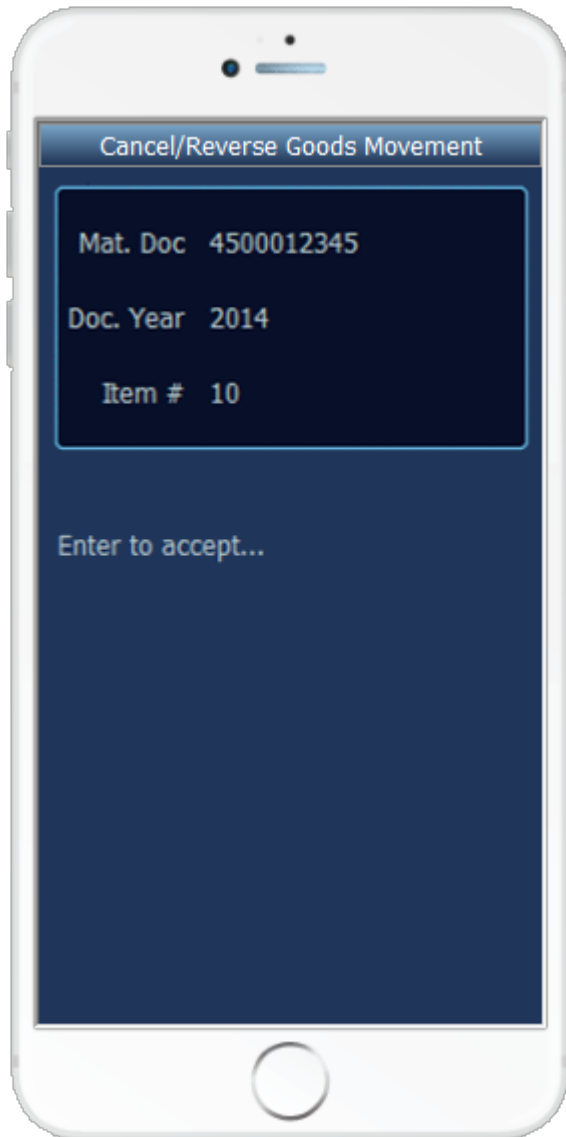 Cancel/Reverse Goods Movement
Mat. Doc 4500012345
Doc. Year 2014
Item # 10
Enter to accept...